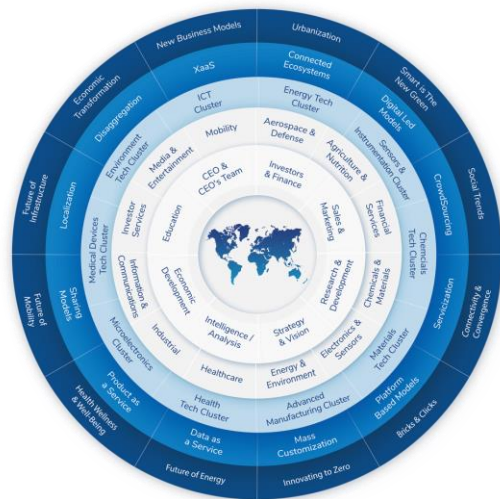 New Business Models
Urbanization
Smart is The
New Green
Social Trends
Connectivity &
Convergence
Bricks & Clicks
Innovating to Zero
Future of Energy
Health Wellness
& Well-Being
Future of
Mobility
Future of
Infrastructure
Economic
Transformation
XaaS
Connected
Ecosystems
Digital Led
Models
CrowdSourcing
Servicization
Platform
Based Models
Mass
Customization
Data as
a Service
Product as
a Service
Sharing
Models
Localization
Disaggregation
ICT
Cluster
Energy Tech
Cluster
Sensors &
Instrumentation Cluster
Chemcials
Tech Cluster
Materials
Tech Cluster
Advanced
Manufacturing Cluster
Health
Tech Cluster
Microelectronics
Cluster
Medical Devices
Tech Cluster
Environment
Tech Cluster
Mobility
Aerospace &
Defense
Agriculture &
Nutrition
Financial
Services
Chemicals &
Materials
Electronics &
Sensors
Energy &
Environment
Healthcare
Industrial
Information &
Communications
Investor
Services
Education
Media &
Entertainment
CEO &
CEO's Team
Investors
& Finance
Sales &
Marketing
Research &
Development
Strategy
& Vision
Intelligence /
Analysis
Economic
Development